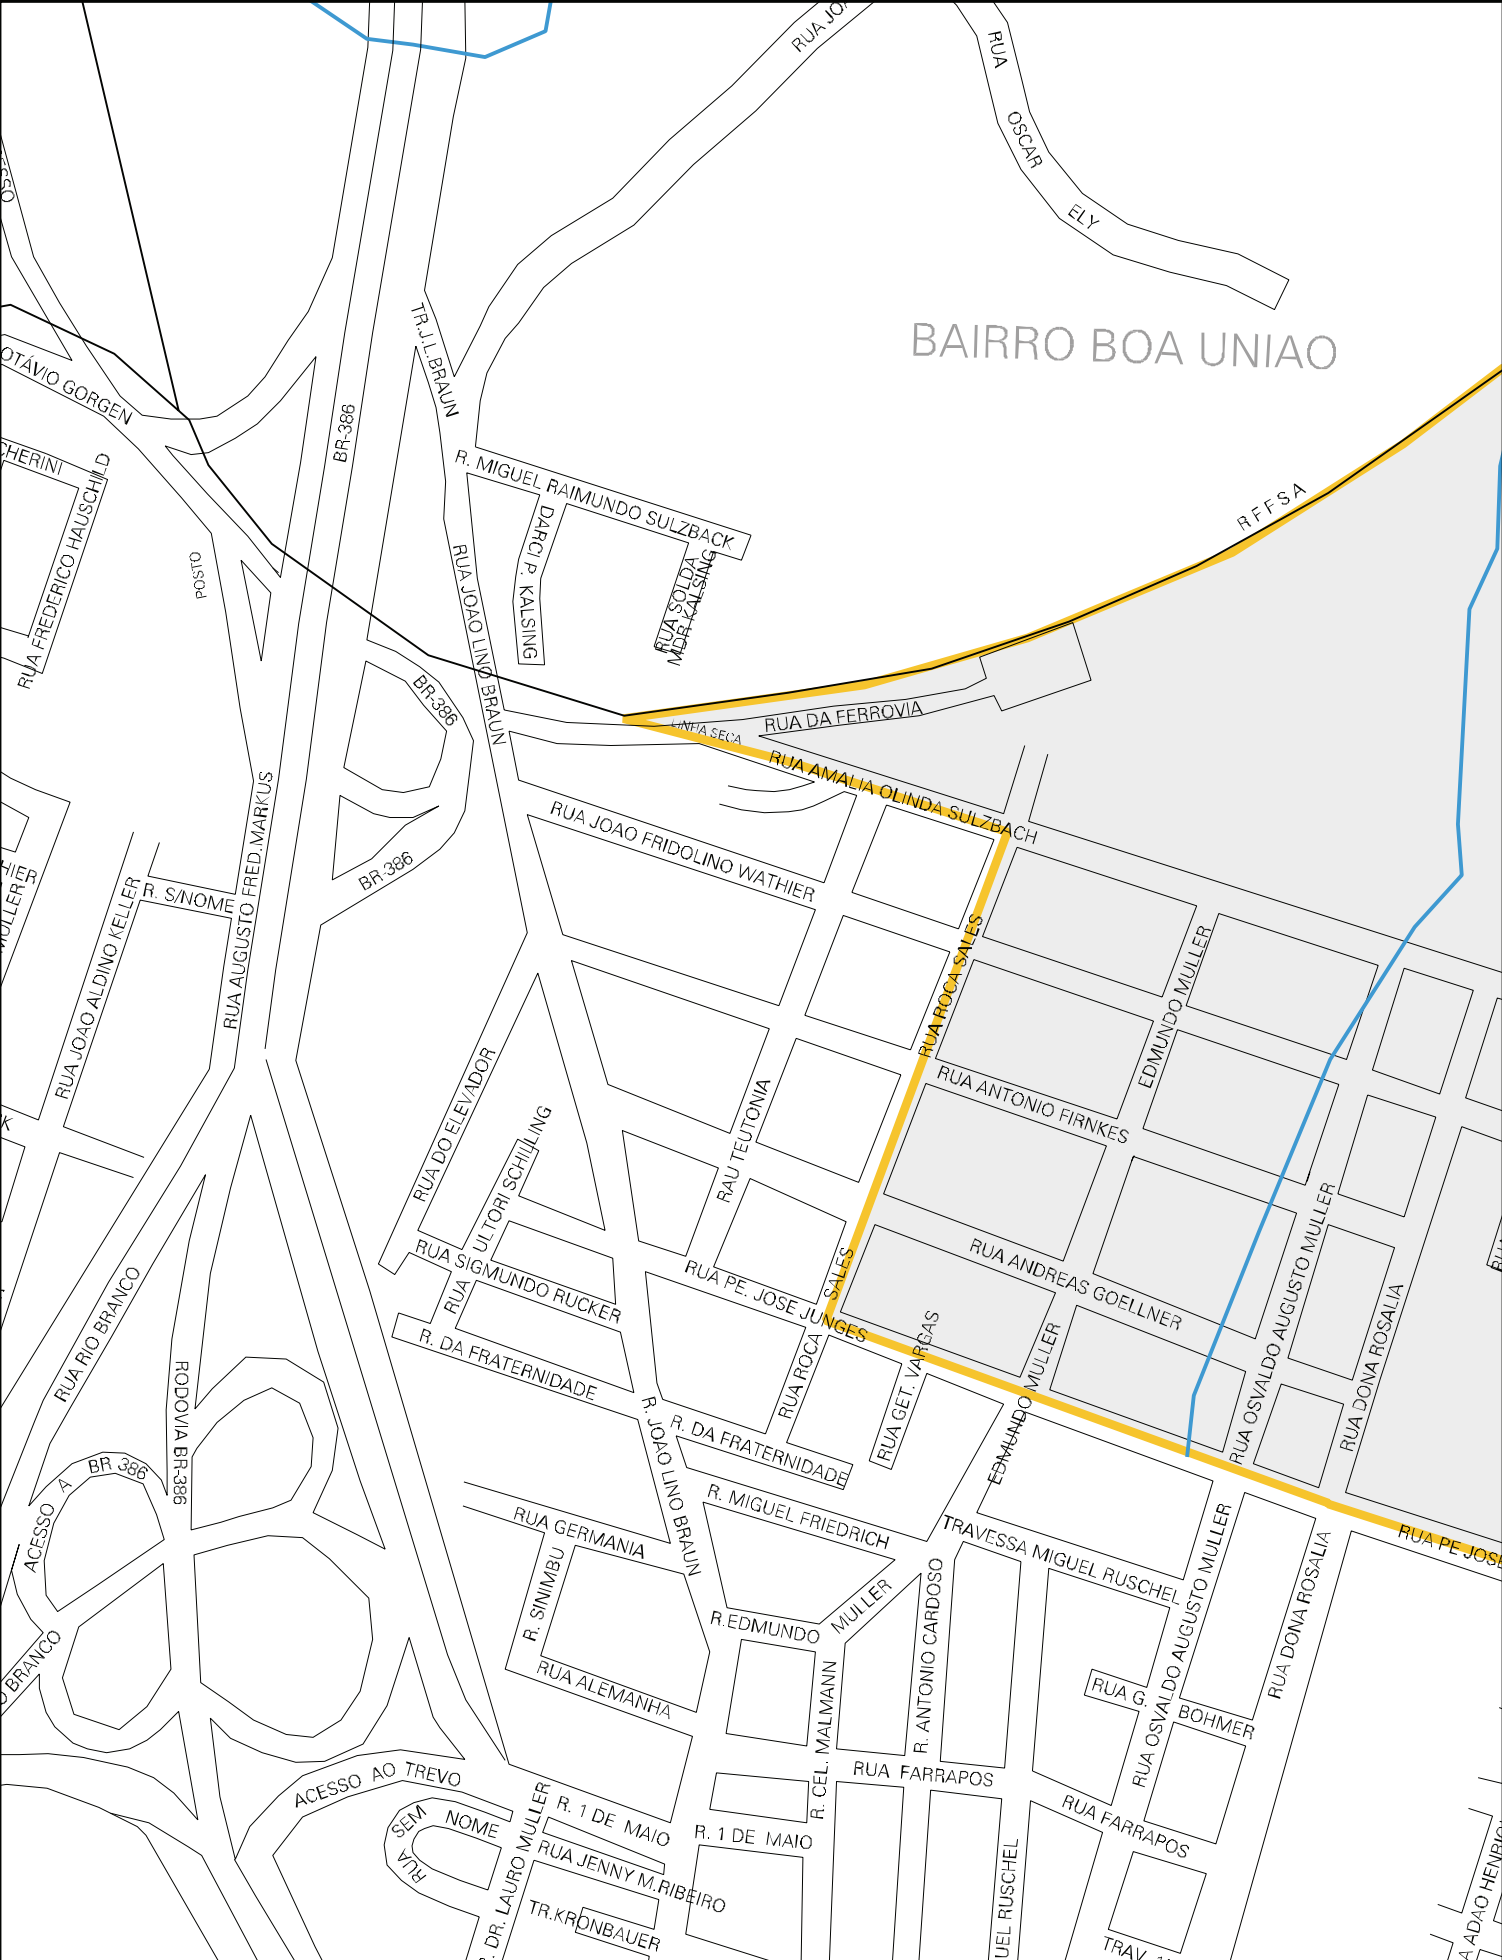 RUA
OSCAR
ELY
BAIRRO BOA UNIAO
TR.J.L.BRAUN
OTÁVIO GORGEN
BR-386
RUA FREDERICO HAUSCHILD
R. MIGUEL RAIMUNDO SULZBACK
DARCI P. KALSING
RUA SOLDA
MDR KALSING
R F F S A
POSTO
RUA JOAO LINO BRAUN
BR-386
LINHA SECA
RUA DA FERROVIA
RUA AMALIA OLINDA SULZBACH
RUA JOAO FRIDOLINO WATHIER
BR-386
RUA AUGUSTO FRED.MARKUS
R. S/NOME
RUA JOAO ALDINO KELLER
RUA ROCA SALES
EDMUNDO MULLER
RUA ANTONIO FIRNKES
RUA DO ELEVADOR
RAU TEUTONIA
RUA ULTORI SCHILLING
RUA SIGMUNDO RUCKER
RUA PE. JOSE JUNGES
RUA ANDREAS GOELLNER
RUA OSVALDO AUGUSTO MULLER
RUA DONA ROSALIA
RUA RIO BRANCO
R. DA FRATERNIDADE
RUA ROCA SALES
RUA GET. VARGAS
EDMUNDO MULLER
RODOVIA BR-386
R. JOAO LINO BRAUN
R. DA FRATERNIDADE
ACESSO A BR 386
R. MIGUEL FRIEDRICH
RUA GERMANIA
TRAVESSA MIGUEL RUSCHEL
RUA PE JOSE
R. SINIMBU
R.EDMUNDO MULLER
R. ANTONIO CARDOSO
RUA OSVALDO AUGUSTO MULLER
RUA DONA ROSALIA
BRANCO
RUA ALEMANHA
R. CEL. MALMANN
RUA G. BOHMER
RUA FARRAPOS
ACESSO AO TREVO
RUA FARRAPOS
RUA SEM NOME
R. 1 DE MAIO
R. 1 DE MAIO
DR. LAURO MULLER
RUA JENNY M.RIBEIRO
TR.KRONBAUER
UEL RUSCHEL
TRAV.